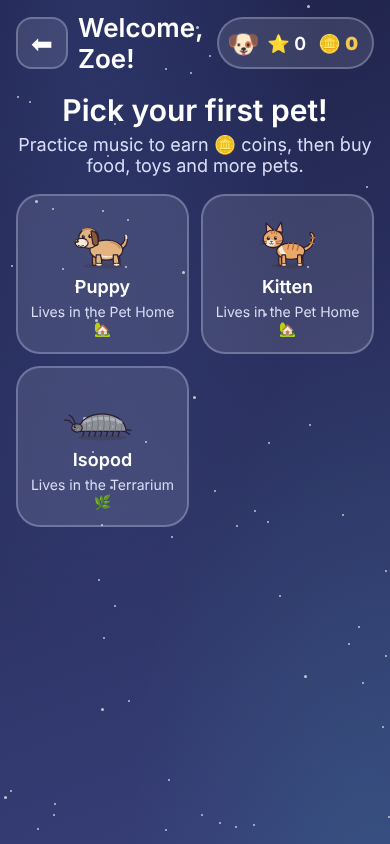 Welcome,
Zoe!
0
0
Pick your first pet!
Practice music to earn 🪙 coins, then buy
food, toys and more pets.
Puppy
Lives in the Pet Home
🏡
Kitten
Lives in the Pet Home
🏡
Isopod
Lives in the Terrarium
🌿